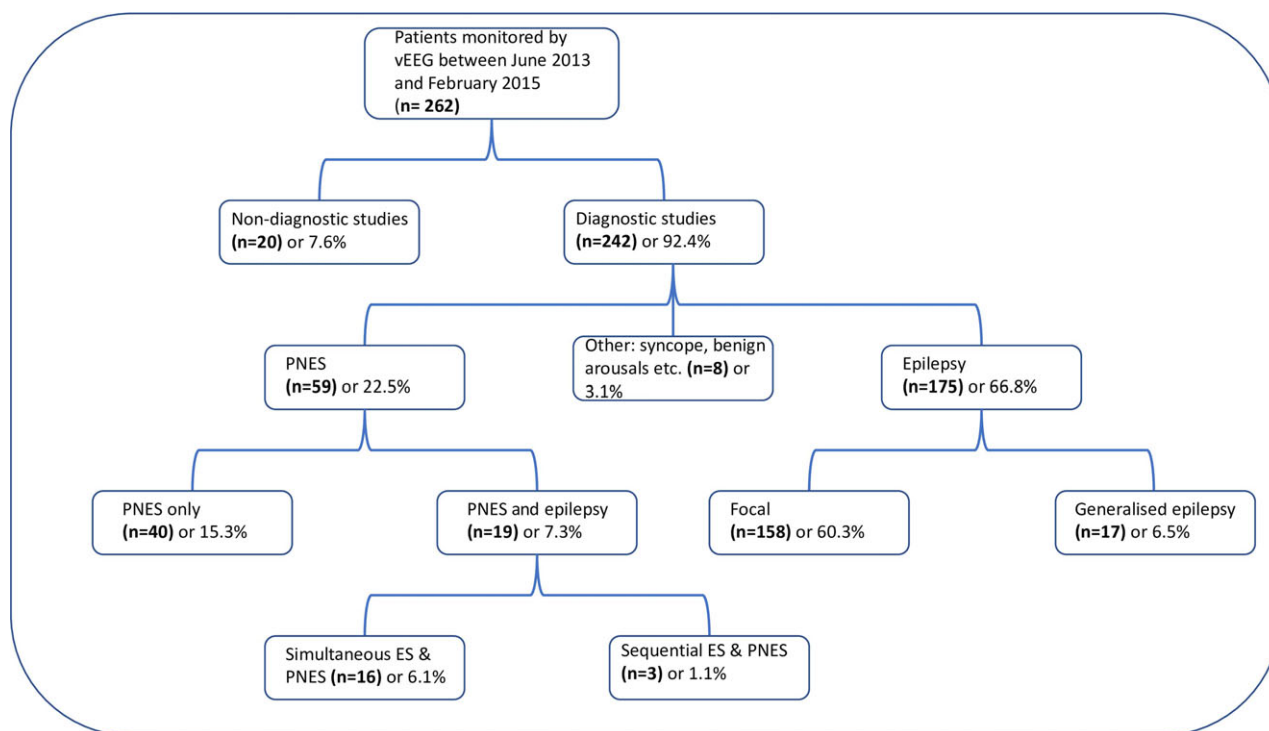 Patients monitored by
vEEG between June 2013
and February 2015
(n= 262)
Non-diagnostic studies
(n=20) or 7.6%
Diagnostic studies
(n=242) or 92.4%
PNES
(n=59) or 22.5%
Other: syncope, benign
arousals etc. (n=8) or
3.1%
Epilepsy
(n=175) or 66.8%
PNES only
(n=40) or 15.3%
PNES and epilepsy
(n=19) or 7.3%
Focal
(n=158) or 60.3%
Generalised epilepsy
(n=17) or 6.5%
Simultaneous ES &
PNES (n=16) or 6.1%
Sequential ES & PNES
(n=3) or 1.1%